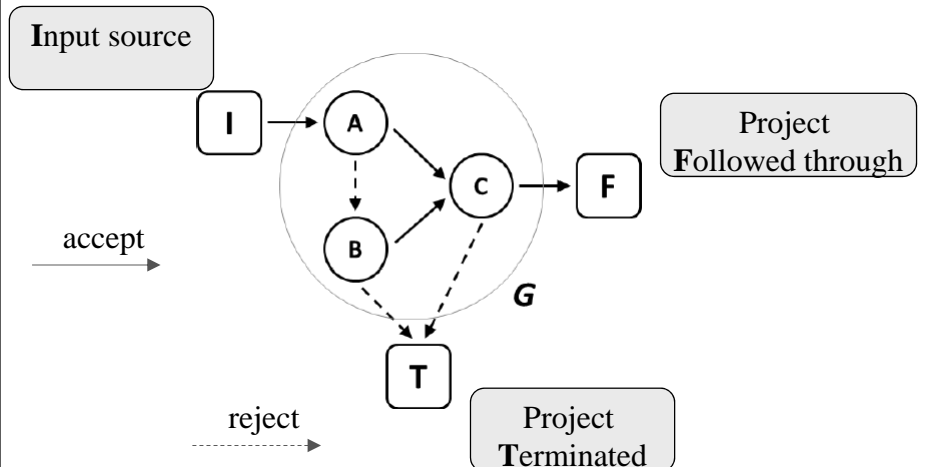 Input source
I
A
Project
Followed through
C
F
accept
B
G
T
reject
Project
Terminated